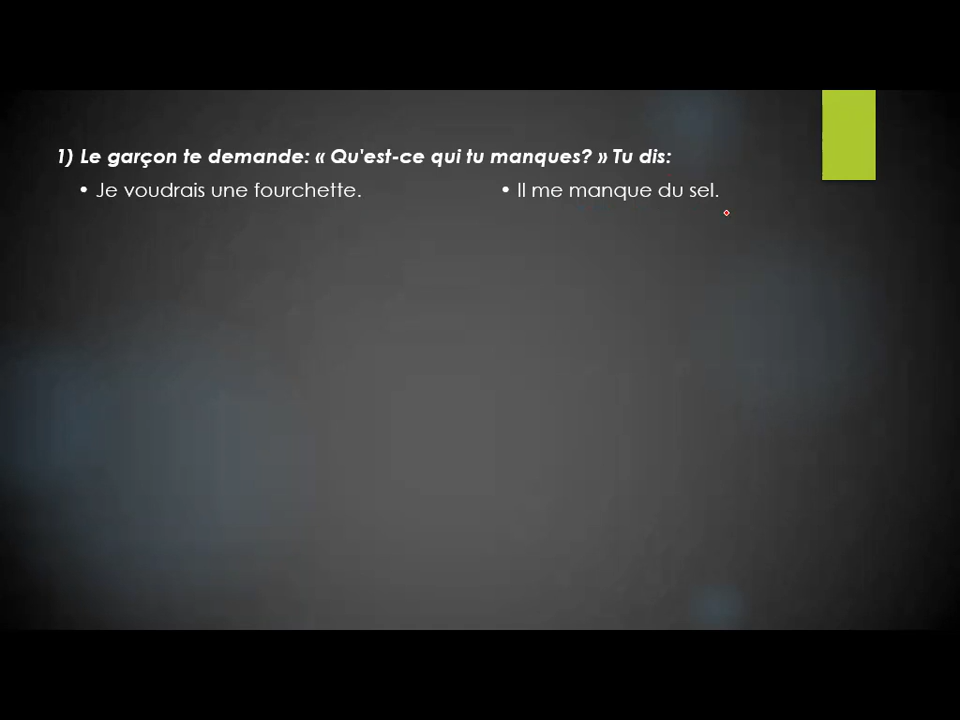 1) Le garçon te demande: « Qu'est-ce qui tu manques? » Tu dis:
• Je voudrais une fourchette. • Il me manque du sel.